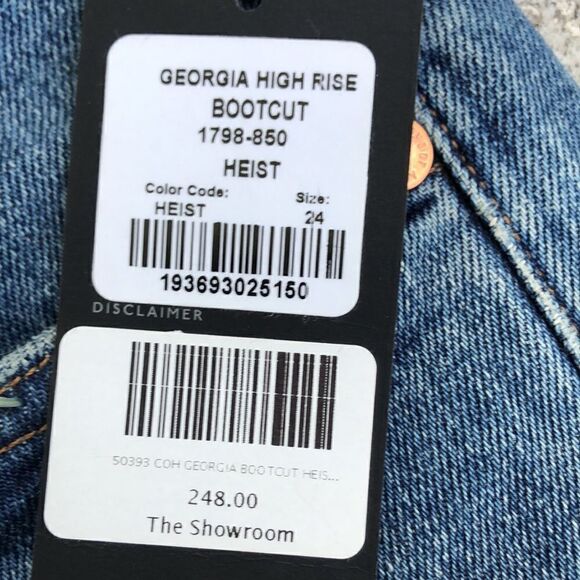 GEORGIA HIGH RISE
BOOTCUT
1798-850
HEIST
Color Code: Size:
HEIST 24
193693025150
DISCLAIMER
50393 COH GEORGIA BOOTCUT HEIS...
248.00
The Showroom